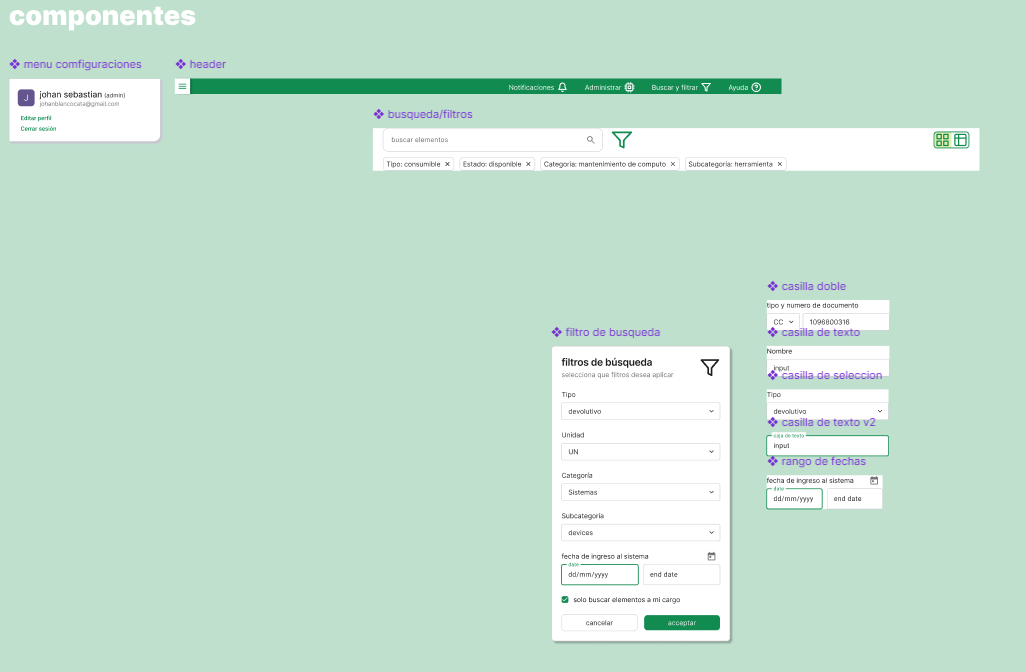 componentes
menu comfiguraciones
J
johan sebastian (admin)
johanblancocata@gmail.com
Editar perfil
Cerrar sesión
header
Notificaciones
Administrar
Buscar y filtrar
Ayuda
busqueda/filtros
buscar elementos
Tipo: consumible ×
Estado: disponible ×
Categoria: mantenimiento de computo ×
Subcategoría: herramienta ×
filtro de busqueda
filtros de búsqueda
selecciona que filtros desea aplicar
Tipo
devolutivo
Unidad
UN
Categoría
Sistemas
Subcategoría
devices
fecha de ingreso al sistema
date
dd/mm/yyyy
end date
solo buscar elementos a mi cargo
cancelar
acceptar
casilla doble
tipo y numero de documento
CC
1096800316
casilla de texto
Nombre
input
casilla de seleccion
Tipo
devolutivo
casilla de texto v2
caja de texto
input
rango de fechas
fecha de ingreso al sistema
date
dd/mm/yyyy
end date